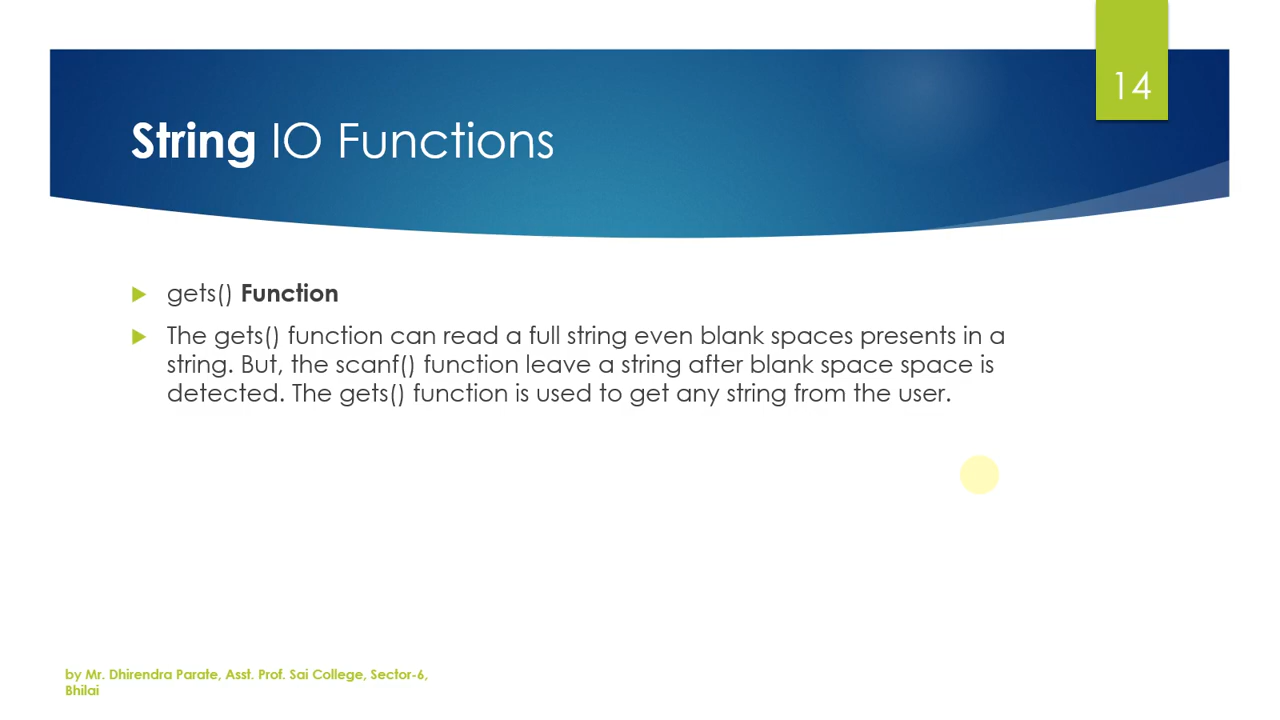 14
String IO Functions
gets() Function
The gets() function can read a full string even blank spaces presents in a
string. But, the scanf() function leave a string after blank space space is
detected. The gets() function is used to get any string from the user.
by Mr. Dhirendra Parate, Asst. Prof. Sai College, Sector-6,
Bhilai